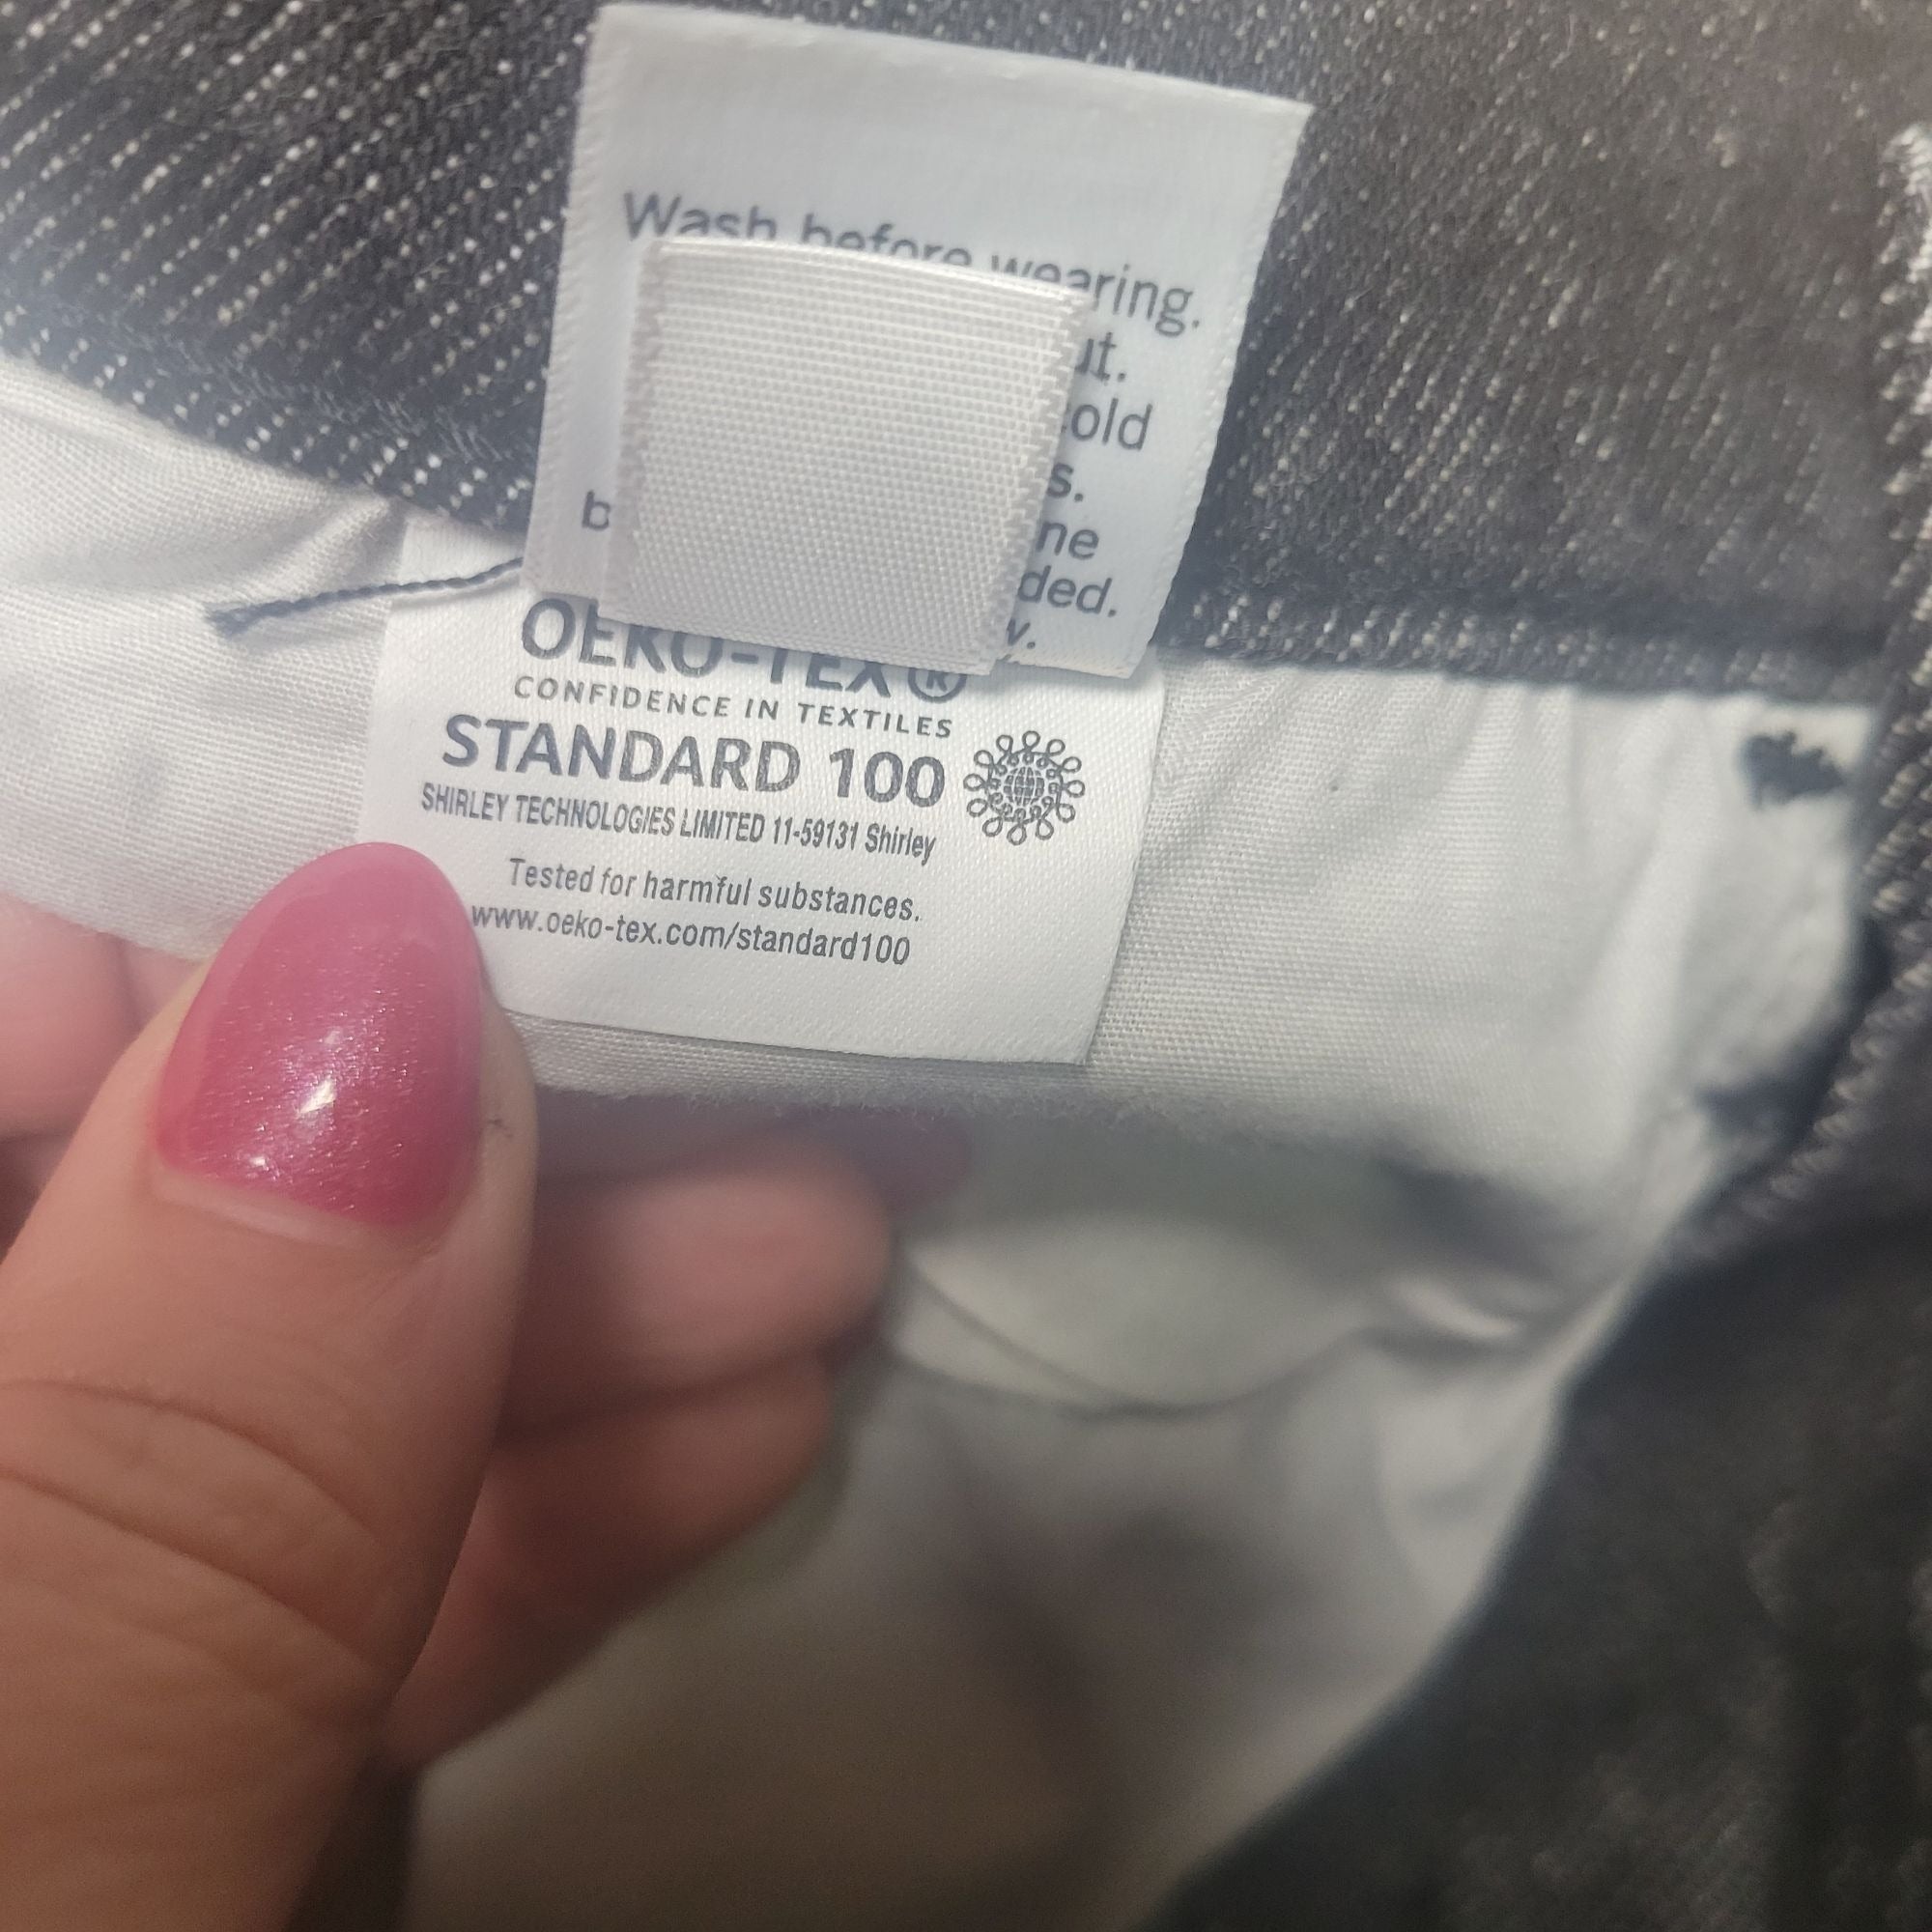 Wash before wearing.
old
OEKO-TEX®
CONFIDENCE IN TEXTILES
STANDARD 100
SHIRLEY TECHNOLOGIES LIMITED 11-59131 Shirley
Tested for harmful substances.
www.oeko-tex.com/standard100